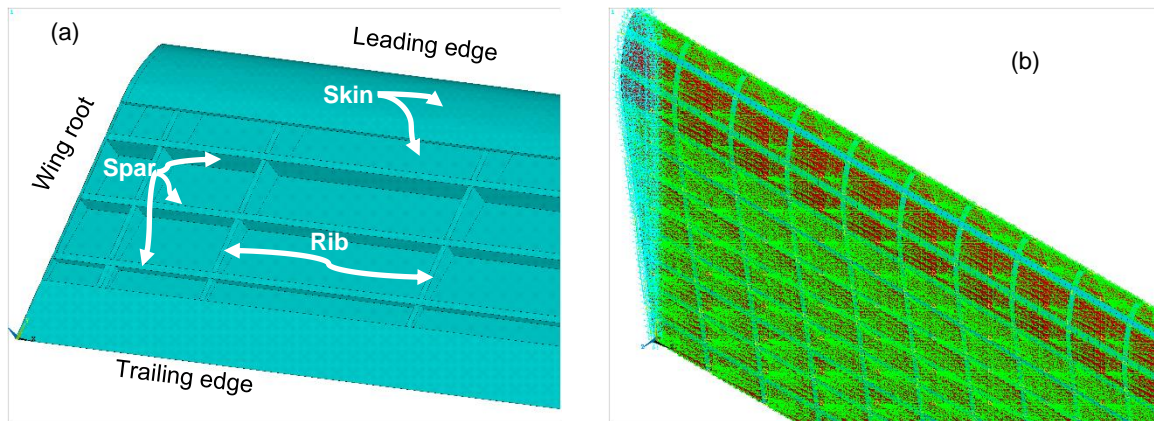 (a)
Leading edge
Skin
Wing root
Spar
Rib
Trailing edge
(b)